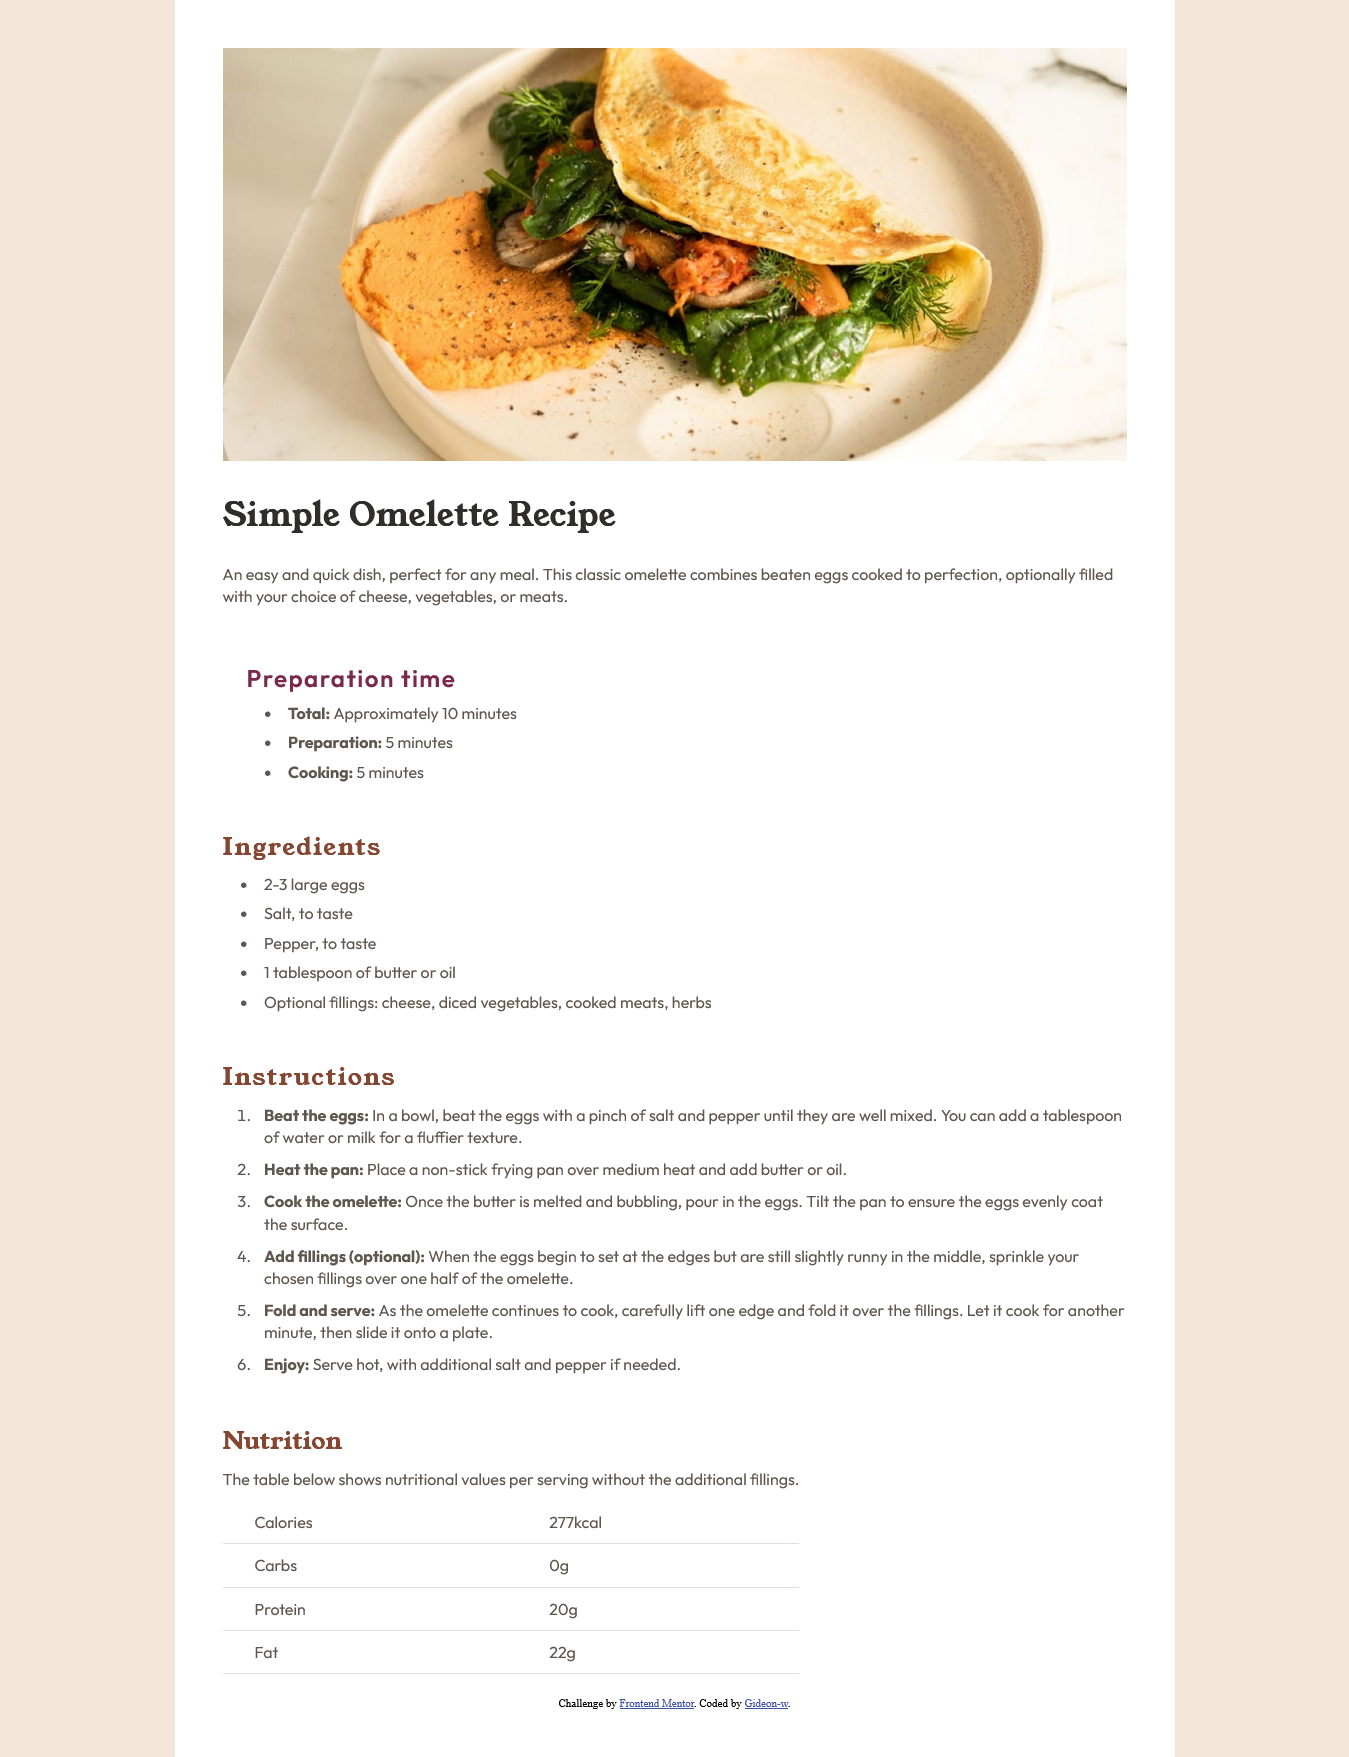 Simple Omelette Recipe
An easy and quick dish, perfect for any meal. This classic omelette combines beaten eggs cooked to perfection, optionally filled
with your choice of cheese, vegetables, or meats.
Preparation time
• Total: Approximately 10 minutes
• Preparation: 5 minutes
• Cooking: 5 minutes
Ingredients
• 2-3 large eggs
• Salt, to taste
• Pepper, to taste
• 1 tablespoon of butter or oil
• Optional fillings: cheese, diced vegetables, cooked meats, herbs
Instructions
1. Beat the eggs: In a bowl, beat the eggs with a pinch of salt and pepper until they are well mixed. You can add a tablespoon
of water or milk for a fluffier texture.
2. Heat the pan: Place a non-stick frying pan over medium heat and add butter or oil.
3. Cook the omelette: Once the butter is melted and bubbling, pour in the eggs. Tilt the pan to ensure the eggs evenly coat
the surface.
4. Add fillings (optional): When the eggs begin to set at the edges but are still slightly runny in the middle, sprinkle your
chosen fillings over one half of the omelette.
5. Fold and serve: As the omelette continues to cook, carefully lift one edge and fold it over the fillings. Let it cook for another
minute, then slide it onto a plate.
6. Enjoy: Serve hot, with additional salt and pepper if needed.
Nutrition
The table below shows nutritional values per serving without the additional fillings.
Calories 277kcal
Carbs 0g
Protein 20g
Fat 22g
Challenge by Frontend Mentor. Coded by Gideon-w.